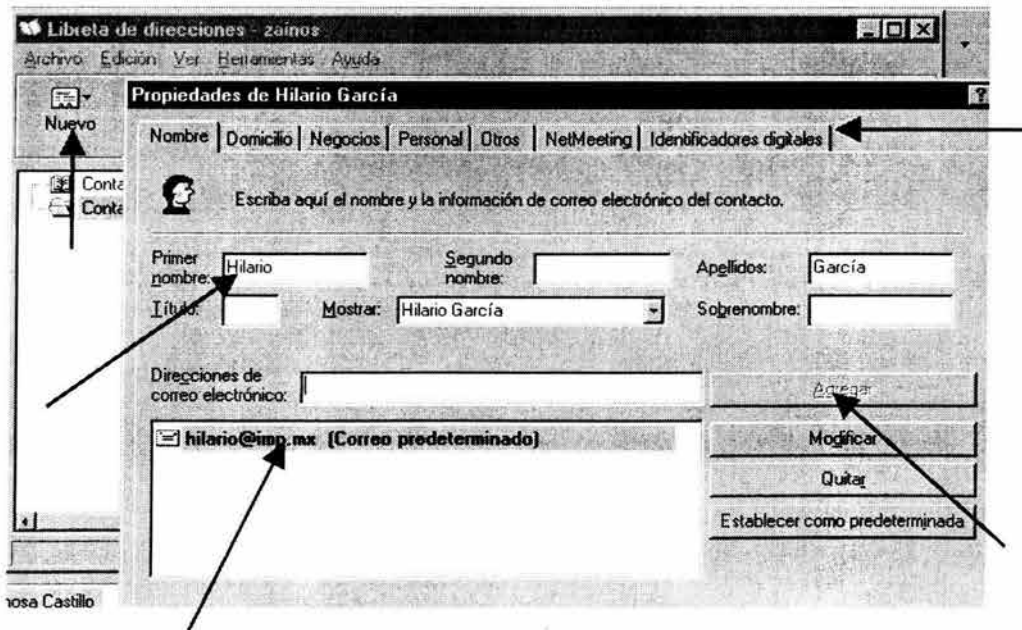 Libreta de direcciones - zainos
Archivo Edición Ver Herramientas Ayuda
Nuevo
Propiedades de Hilario García
?
Nombre Domicilio Negocios Personal Otros NetMeeting Identificadores digitales
Conta
Conta
Escriba aquí el nombre y la información de correo electrónico del contacto.
Primer nombre: Hilario Segundo nombre: Apellidos: García
Título: Mostrar: Hilario García Sobrenombre:
Direcciones de
correo electrónico:
Agregar
hilario@imp.mx (Correo predeterminado)
Modificar
Quitar
Establecer como predeterminada
nosa Castillo